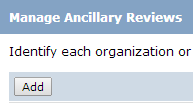 Manage Ancillary Reviews
Identify each organization or
Add